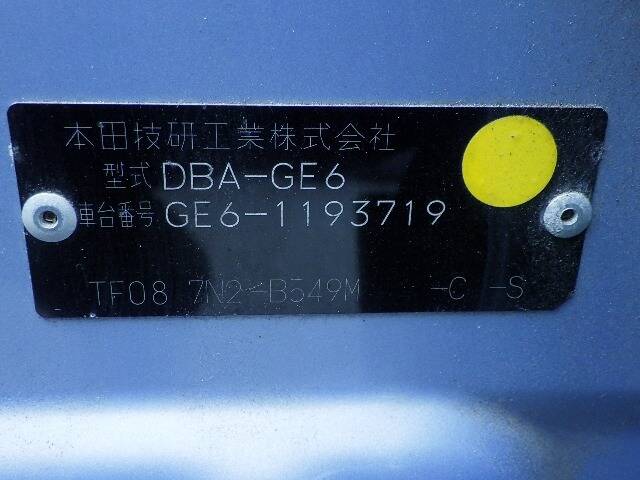 本田技研工業株式会社
型式 DBA-GE6
車台番号 GE6-1193719
TF08 7N2-B549M -C -S